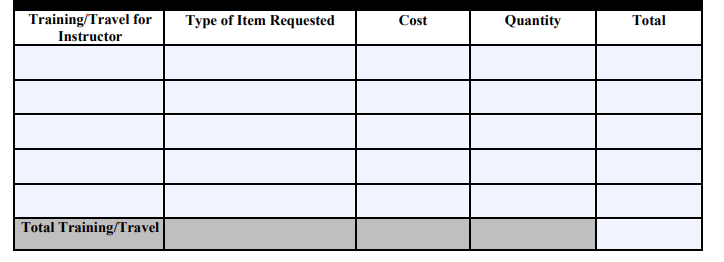 Training/Travel for Type of Item Requested Cost Quantity Total
Instructor
Total Training/Travel